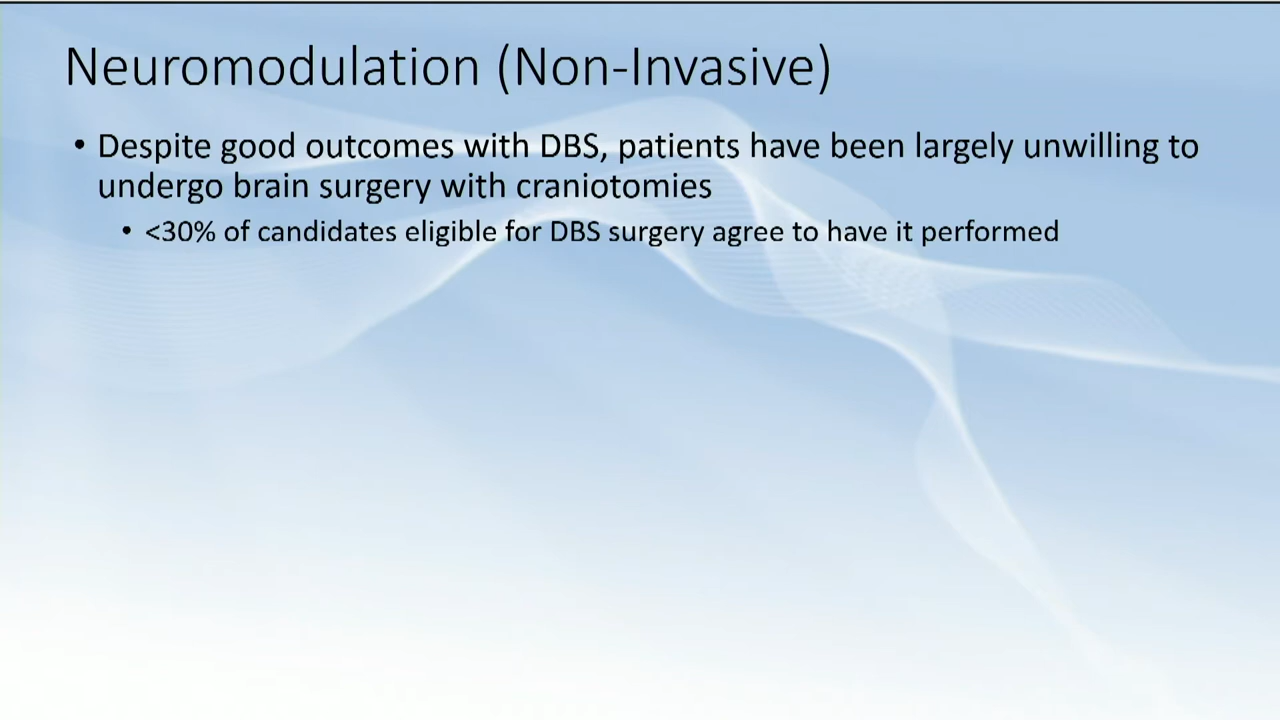 Neuromodulation (Non-Invasive)
• Despite good outcomes with DBS, patients have been largely unwilling to
undergo brain surgery with craniotomies
• <30% of candidates eligible for DBS surgery agree to have it performed